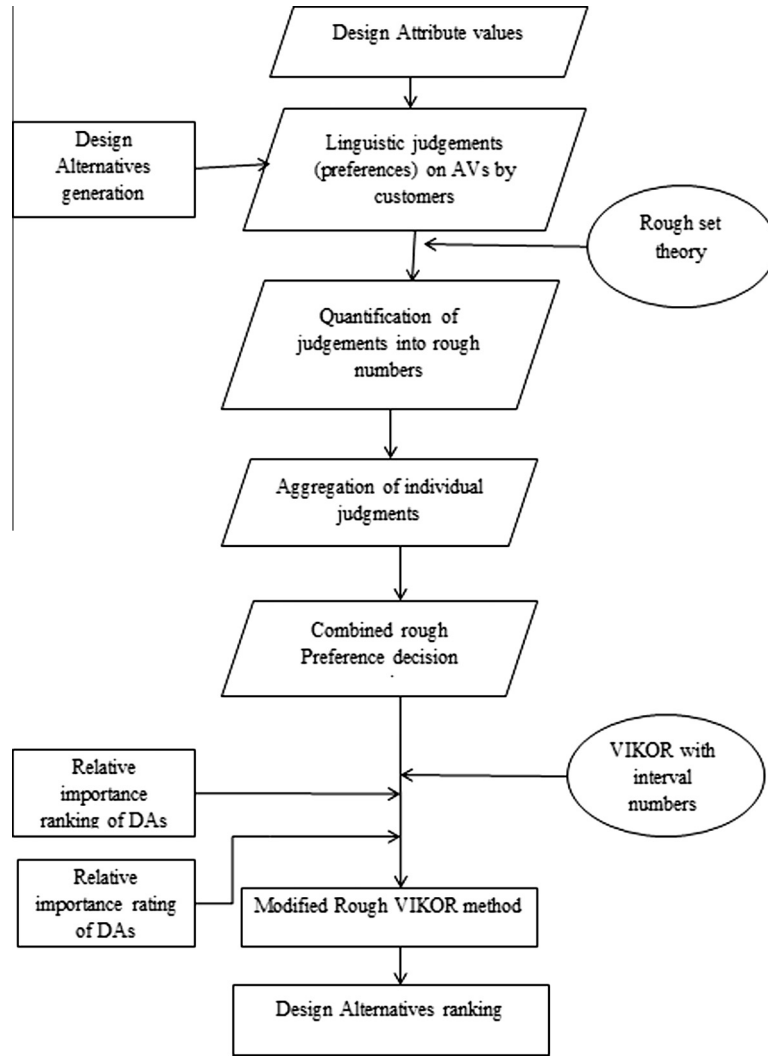 Design Attribute values
Design
Alternatives
generation
Linguistic judgements
(preferences) on AVs by
customers
Rough set
theory
Quantification of
judgements into rough
numbers
Aggregation of individual
judgments
Combined rough
Preference decision
VIKOR with
interval
numbers
Relative
importance
ranking of DAs
Relative
importance rating
of DAs
Modified Rough VIKOR method
Design Alternatives ranking